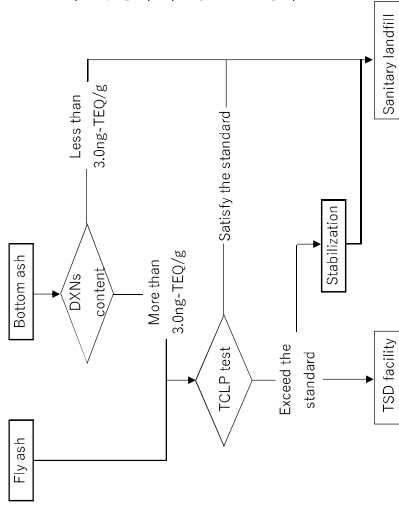 Fly ash
Bottom ash
DXNs
content
Less than
3.0ng-TEQ/g
More than
3.0ng-TEQ/g
TCLP test
Satisfy the standard
Exceed the
standard
Stabilization
TSD facility
Sanitary landfill